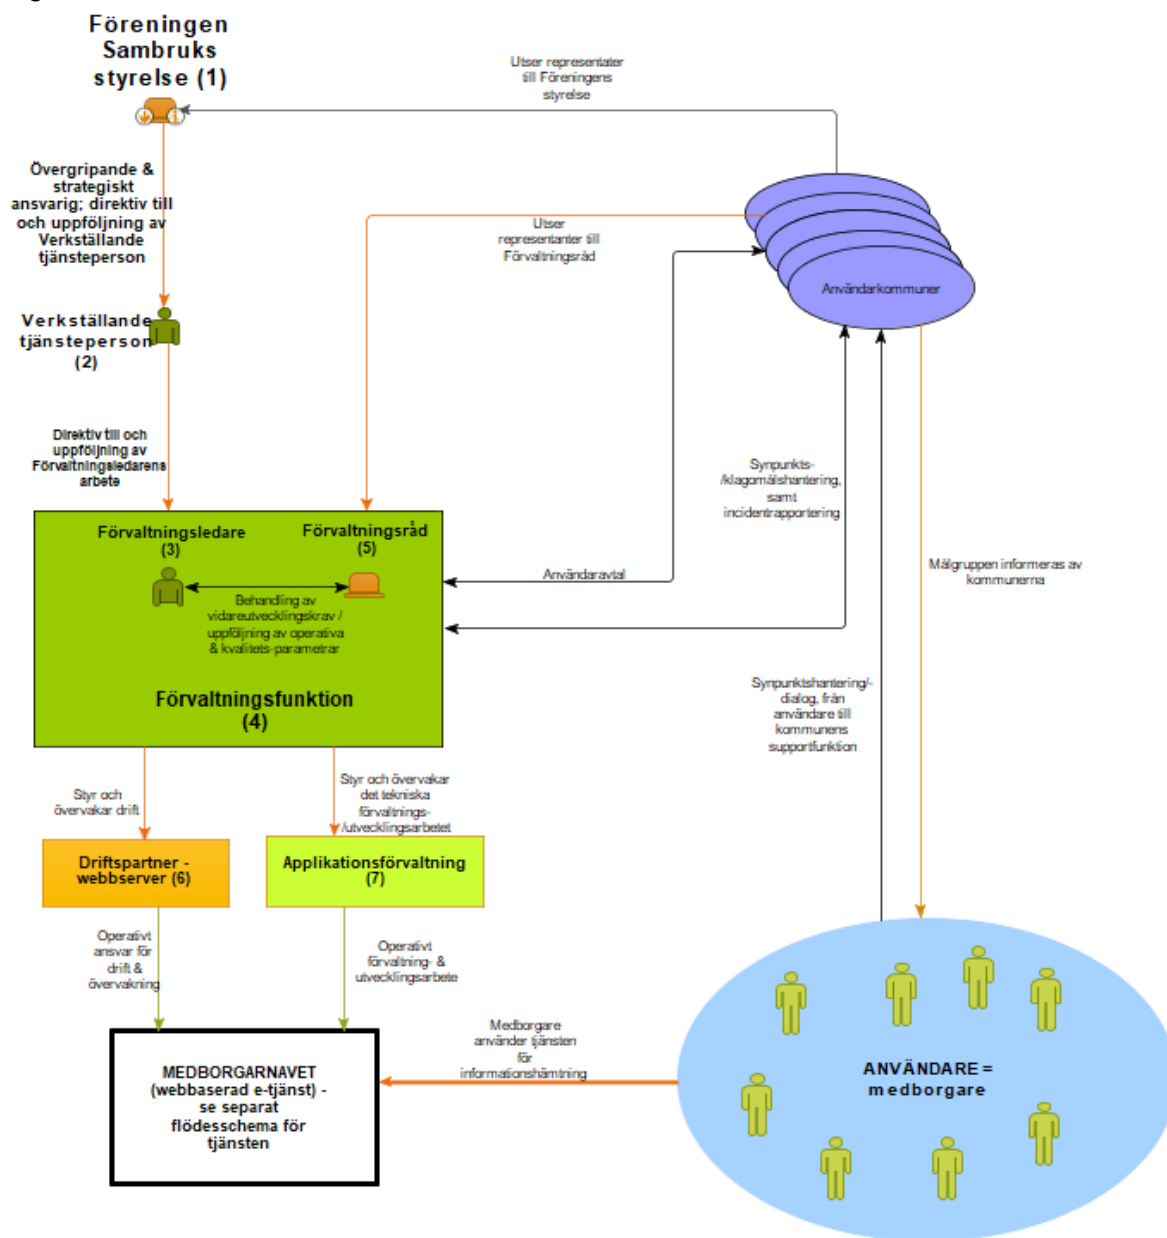 Föreningen
Sambruks
styrelse (1)
Utser representater
till Föreningens
styrelse
Övergripande &
strategiskt
ansvarig; direktiv till
och uppföljning av
Verkställande
tjänsteperson
Utser
representanter till
Förvaltningsråd
Användarkommuner
Verkställande
tjänsteperson
(2)
Direktiv till och
uppföljning av
Förvaltningsledarens
arbete
Synpunkts-
/klagomålshantering,
samt
incidentrapportering
Förvaltningsledare
(3)
Förvaltningsråd
(5)
Användaravtal
Målgruppen informeras av
kommunerna
Behandling av
vidareutvecklingskrav /
uppföljning av operativa
& kvalitets-parametrar
Förvaltningsfunktion
(4)
Synpunktshantering/-
dialog, från
användare till
kommunens
supportfunktion
Styr och
övervakar drift
Styr och övervakar
det tekniska
förvaltnings-
/utvecklingsarbetet
Driftspartner -
webbserver (6)
Applikationsförvaltning
(7)
Operativt
ansvar för
drift &
övervakning
Operativt
förvaltning- &
utvecklingsarbete
Medborgare
använder tjänsten
för
informationshämtning
MEDBORGARNAVET
(webbaserad e-tjänst) -
se separat
flödesschema för
tjänsten
ANVÄNDARE =
medborgare